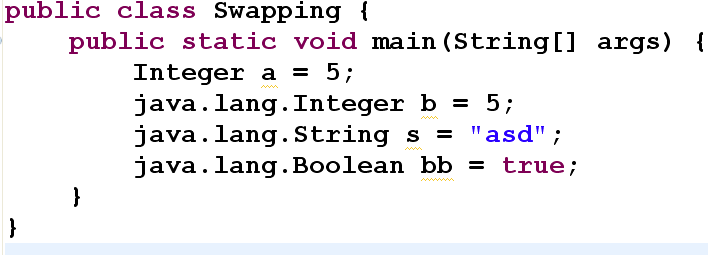 public class Swapping {
    public static void main(String[] args) {
        Integer a = 5;
        java.lang.Integer b = 5;
        java.lang.String s = "asd";
        java.lang.Boolean bb = true;
    }
}